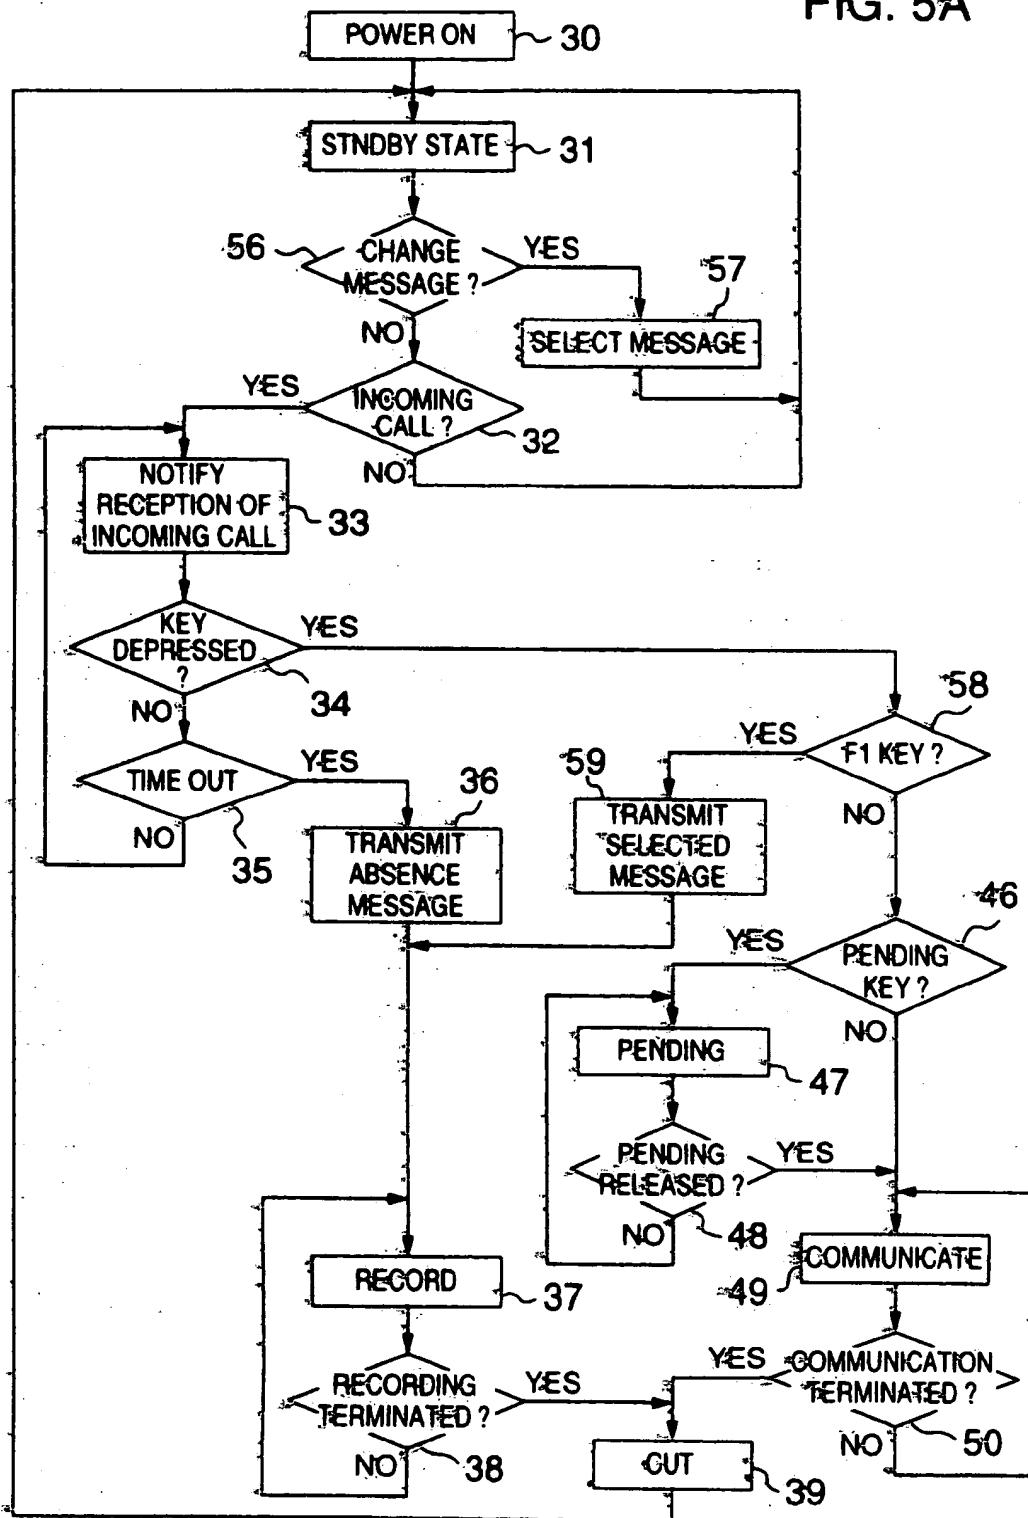 FIG. 5A
POWER ON
30
STNDBY STATE
31
56
CHANGE
MESSAGE ?
YES
57
NO
SELECT MESSAGE
YES
INCOMING
CALL ?
32
NO
NOTIFY
RECEPTION OF
INCOMING CALL
33
KEY
DEPRESSED
?
YES
34
NO
58
TIME OUT
YES
35
NO
36
TRANSMIT
ABSENCE
MESSAGE
YES
F1 KEY ?
59
NO
TRANSMIT
SELECTED
MESSAGE
46
YES
PENDING
KEY ?
NO
PENDING
47
PENDING
RELEASED ?
YES
48
NO
COMMUNICATE
49
RECORD
37
YES
COMMUNICATION
TERMINATED ?
50
NO
RECORDING
TERMINATED ?
YES
38
NO
CUT
39